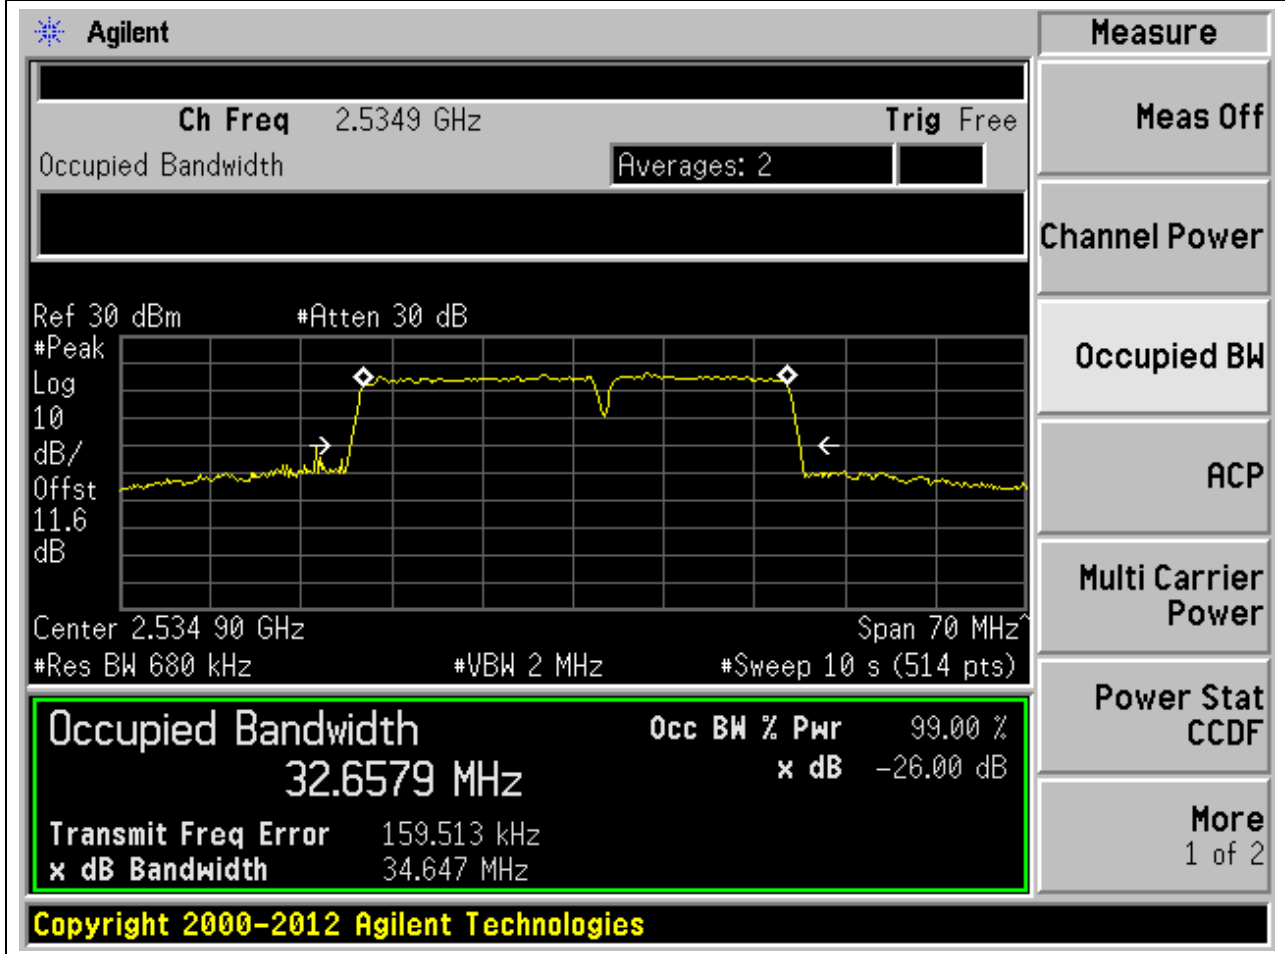 Agilent
Measure
Ch Freq 2.5349 GHz Trig Free
Occupied Bandwidth Averages: 2
Meas Off
Channel Power
Occupied BW
ACP
Multi Carrier
Power
Power Stat
CCDF
More
1 of 2
Ref 30 dBm #Atten 30 dB
#Peak
Log
10
dB/
Offst
11.6
dB
Center 2.534 90 GHz Span 70 MHz^
#Res BW 680 kHz #VBW 2 MHz #Sweep 10 s (514 pts)
Occupied Bandwidth Occ BW % Pwr 99.00 %
32.6579 MHz x dB -26.00 dB
Transmit Freq Error 159.513 kHz
x dB Bandwidth 34.647 MHz
Copyright 2000-2012 Agilent Technologies